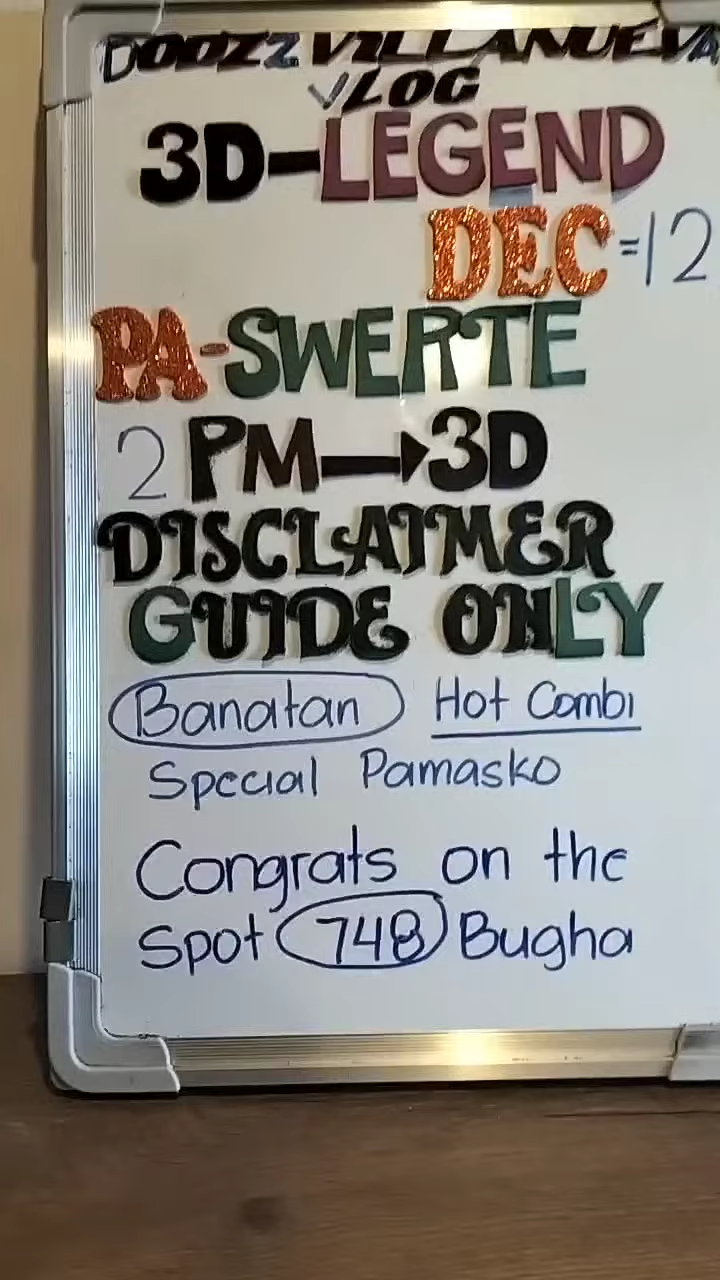 DODZZ VILLANUEVA
VLOG
3D-LEGEND
DEC=12
PA-SWERTE
2 PM→3D
DISCLAIMER
GUIDE ONLY
Banatan Hot Combi
Special Pamasko
Congrats on the
Spot 748 Bugha